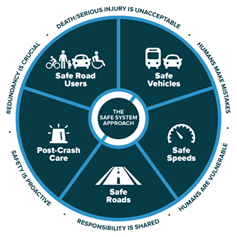 DEATH/SERIOUS INJURY IS UNACCEPTABLE
HUMANS MAKE MISTAKES
HUMANS ARE VULNERABLE
RESPONSIBILITY IS SHARED
SAFETY IS PROACTIVE
REDUNDANCY IS CRUCIAL
Safe Road
Users
Safe
Vehicles
THE
SAFE SYSTEM
APPROACH
Post-Crash
Care
Safe
Speeds
Safe
Roads